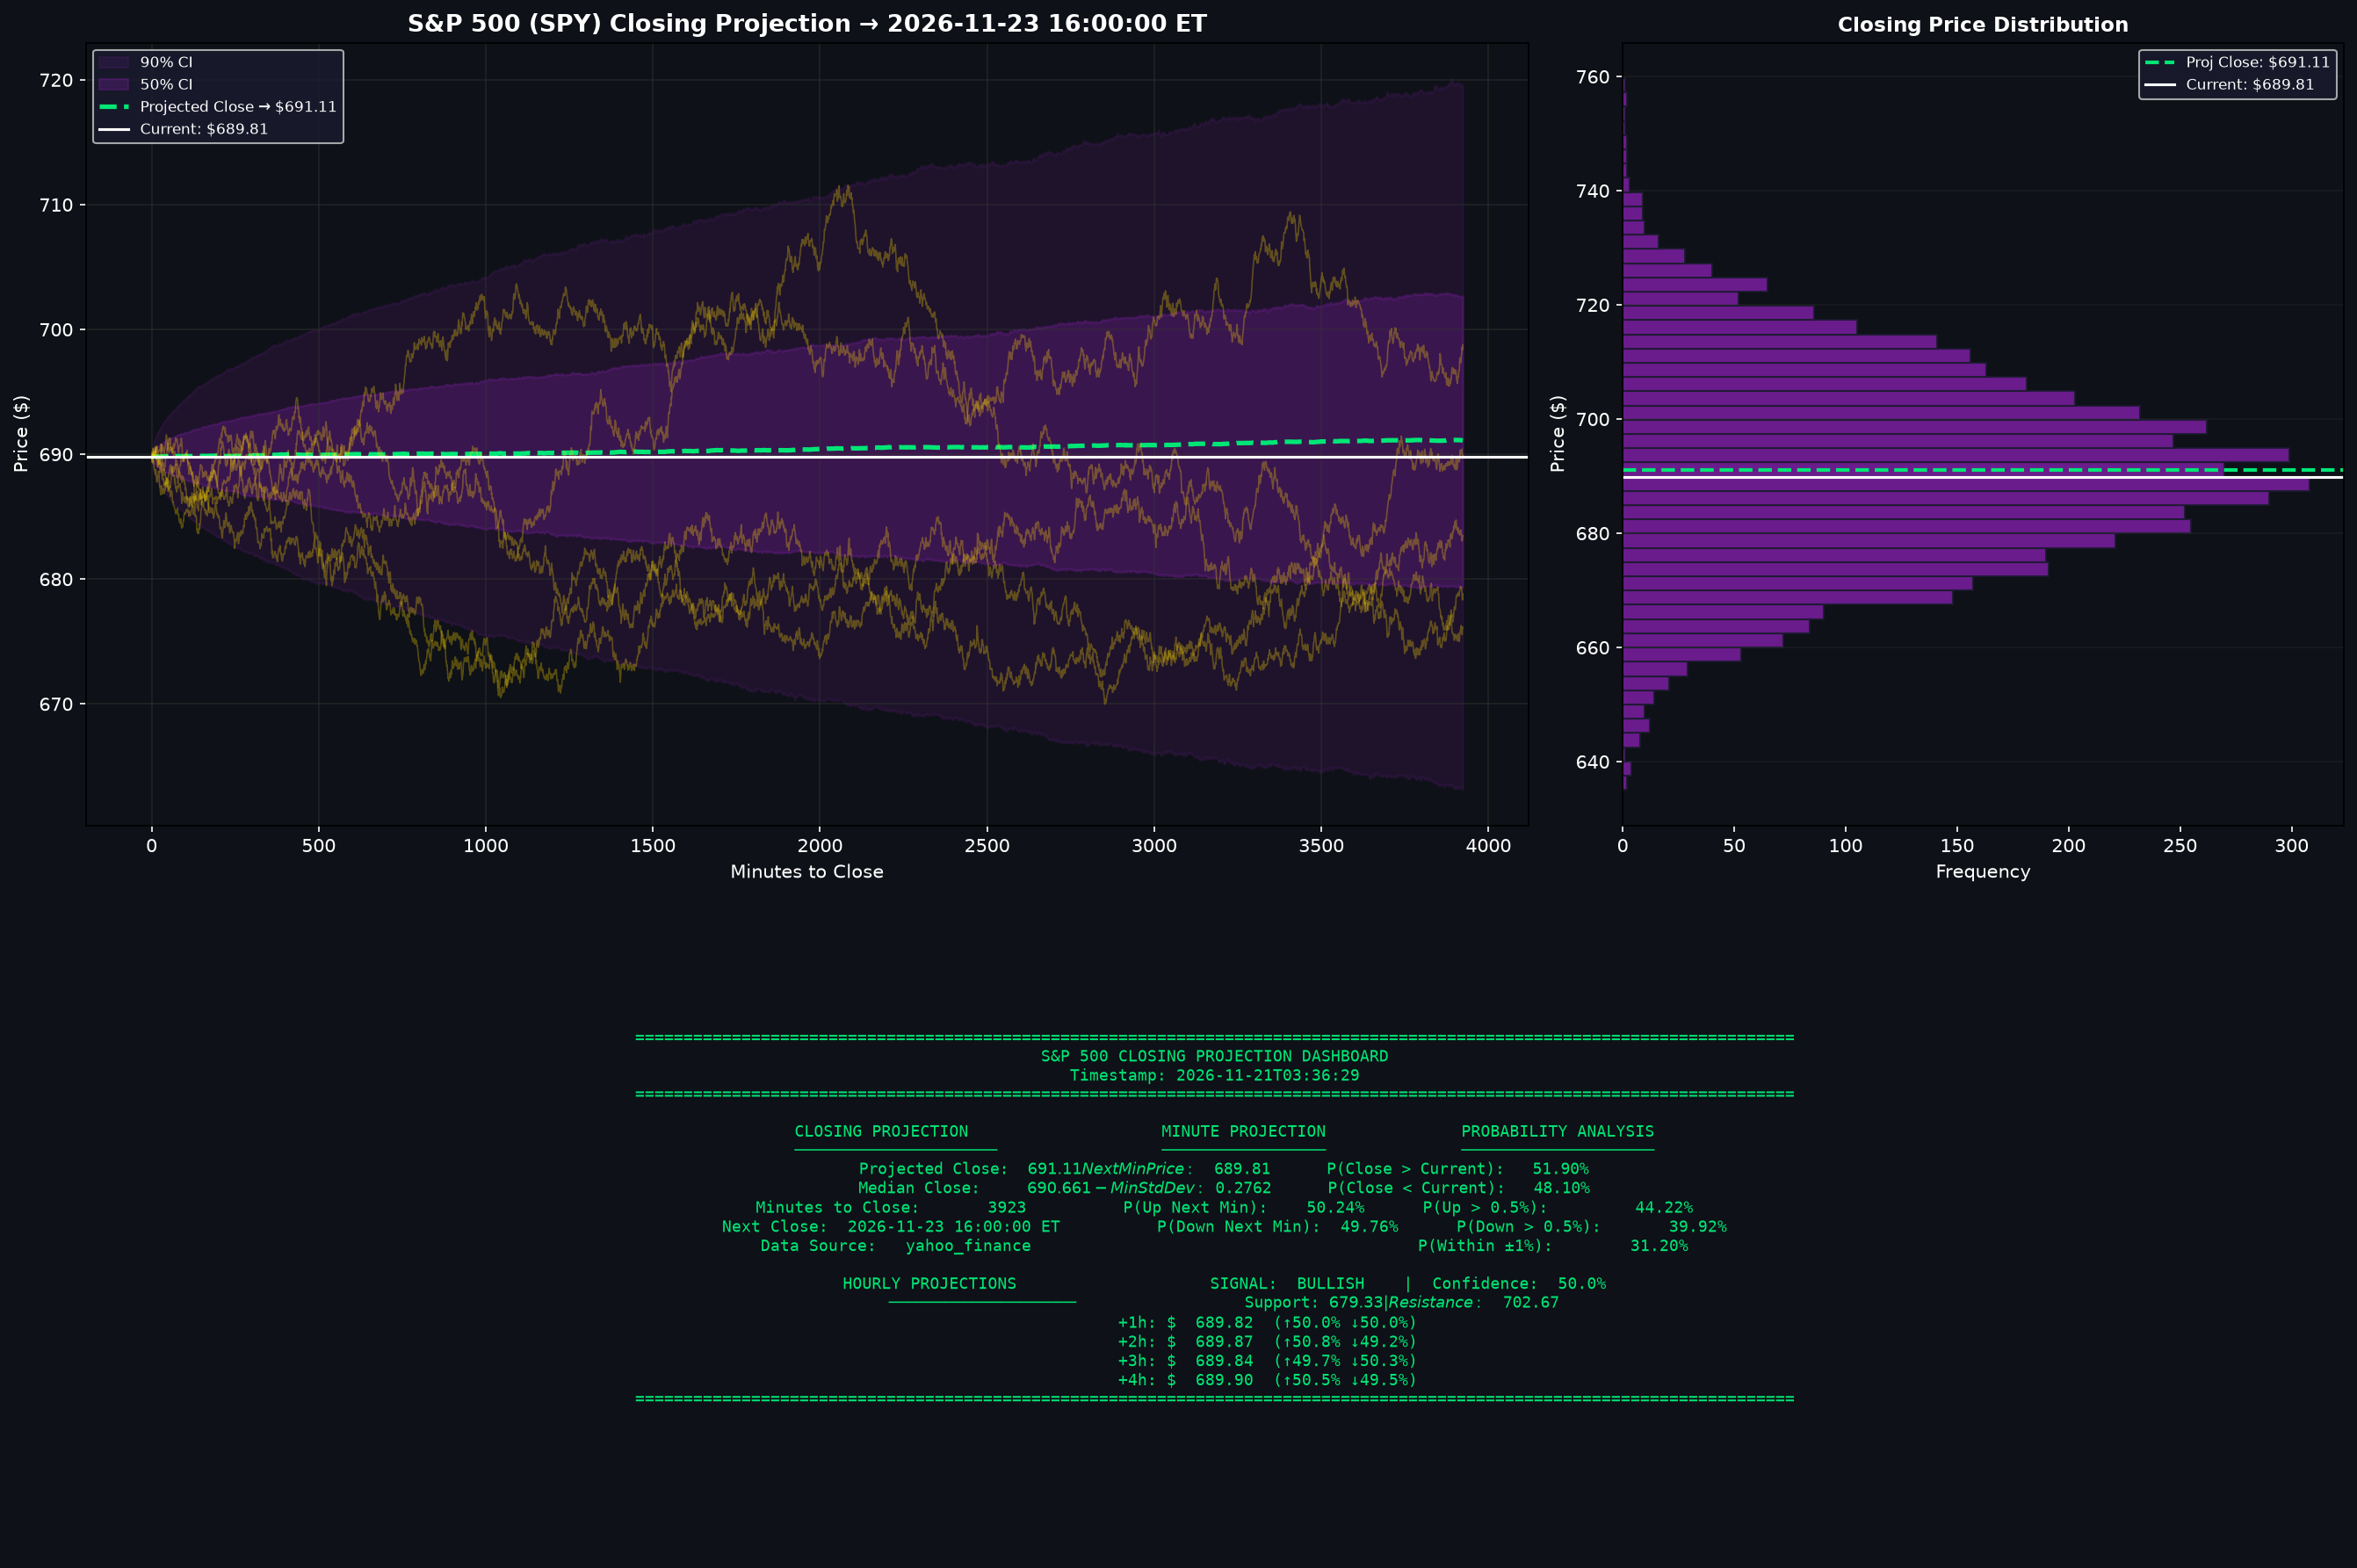 S&P 500 (SPY) Closing Projection → 2026-11-23 16:00:00 ET
90% CI
50% CI
Projected Close → $691.11
Current: $689.81
Price ($)
720
710
700
690
680
670
0 500 1000 1500 2000 2500 3000 3500 4000
Minutes to Close
Closing Price Distribution
Proj Close: $691.11
Current: $689.81
Price ($)
760
740
720
700
680
660
640
0 50 100 150 200 250 300
Frequency
S&P 500 CLOSING PROJECTION DASHBOARD
Timestamp: 2026-11-21T03:36:29
CLOSING PROJECTION MINUTE PROJECTION PROBABILITY ANALYSIS
Projected Close: 691.11NextMinPrice: 689.81 P(Close > Current): 51.90%
Median Close: 690.661−MinStdDev: 0.2762 P(Close < Current): 48.10%
Minutes to Close: 3923 P(Up Next Min): 50.24% P(Up > 0.5%): 44.22%
Next Close: 2026-11-23 16:00:00 ET P(Down Next Min): 49.76% P(Down > 0.5%): 39.92%
Data Source: yahoo_finance P(Within ±1%): 31.20%
HOURLY PROJECTIONS SIGNAL: BULLISH | Confidence: 50.0%
Support: 679.33|Resistance: 702.67
+1h: $ 689.82 (↑50.0% ↓50.0%)
+2h: $ 689.87 (↑50.8% ↓49.2%)
+3h: $ 689.84 (↑49.7% ↓50.3%)
+4h: $ 689.90 (↑50.5% ↓49.5%)